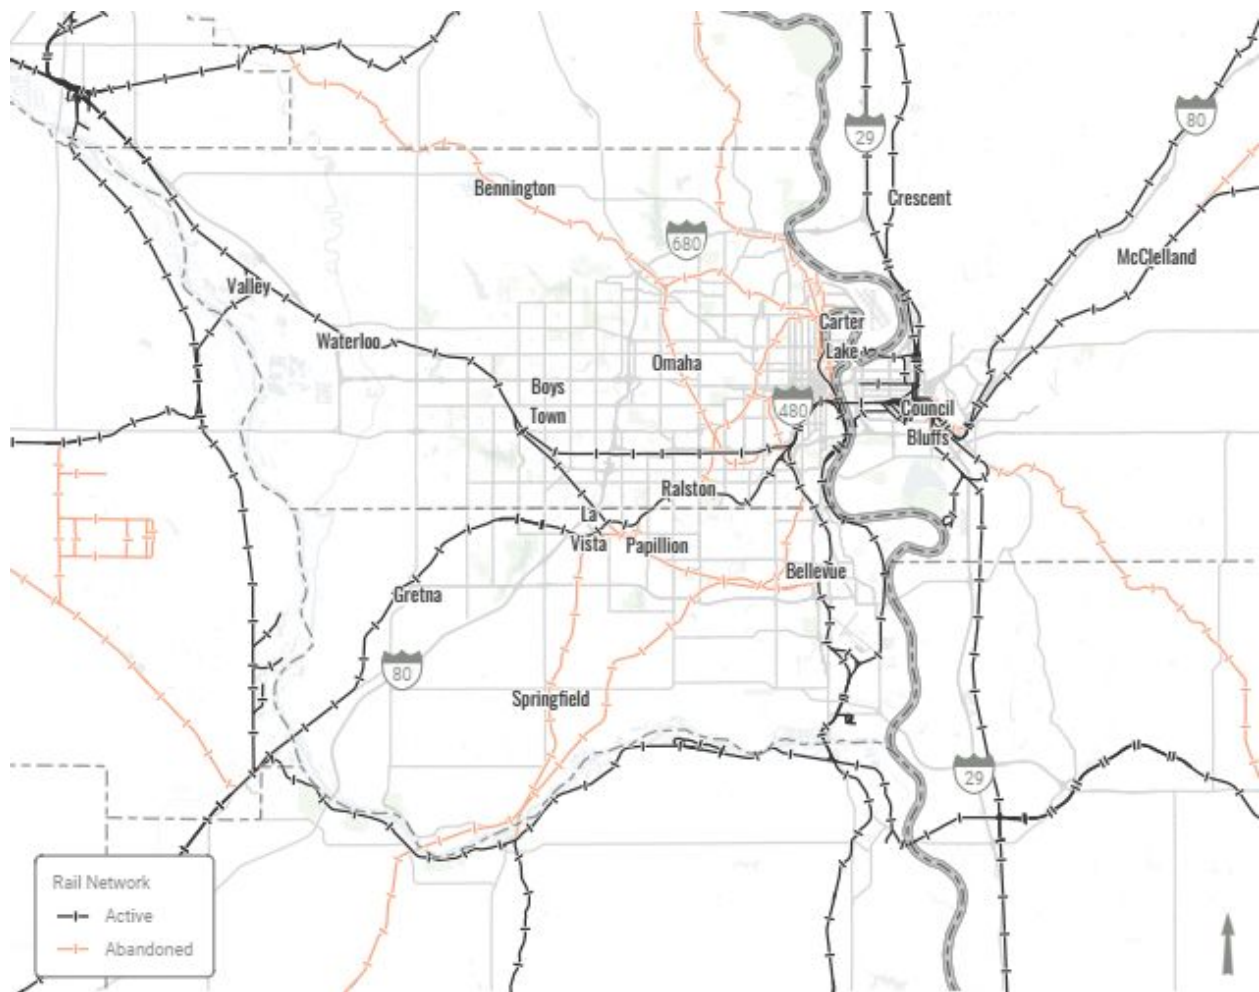 29
80
Bennington
Crescent
680
McClelland
Valley
Carter
Lake
Waterloo
Omaha
Boys
Town
480
Council
Bluffs
Ralston
La
Vista
Papillion
Bellevue
Gretna
80
Springfield
29
Rail Network
Active
Abandoned